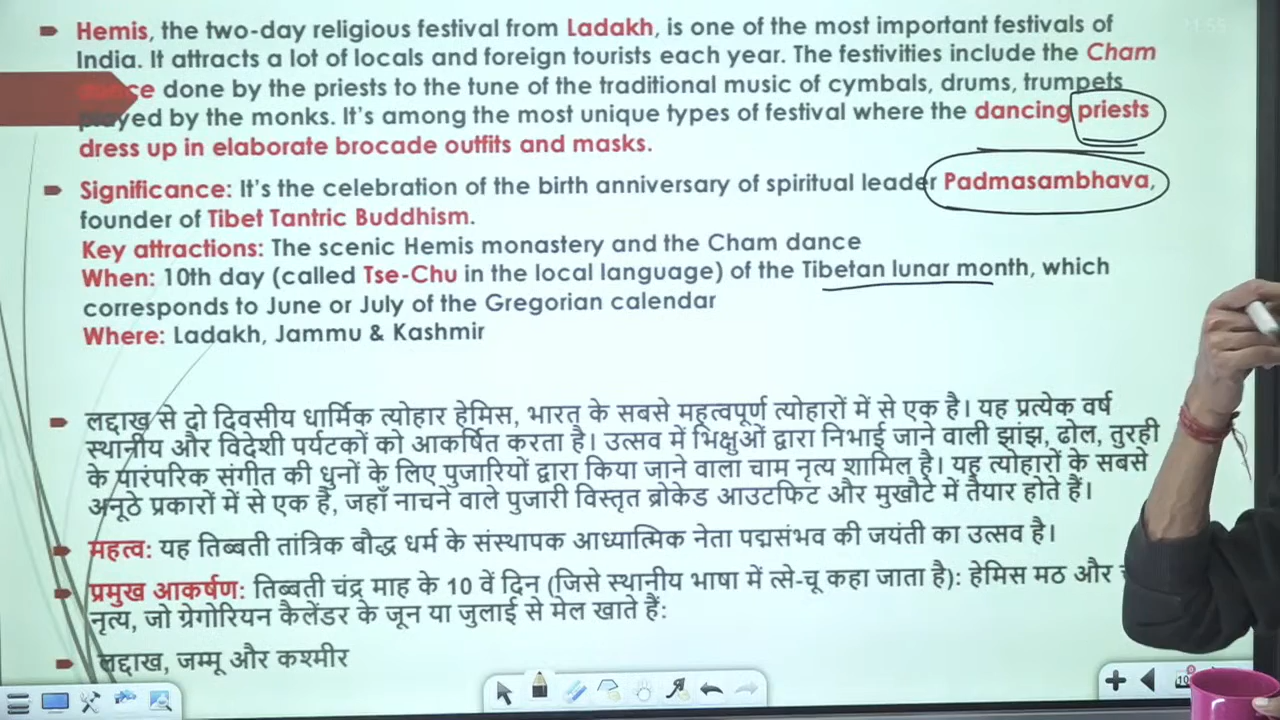 Hemis, the two-day religious festival from Ladakh, is one of the most important festivals of
India. It attracts a lot of locals and foreign tourists each year. The festivities include the Cham
done by the priests to the tune of the traditional music of cymbals, drums, trumpets
played by the monks. It's among the most unique types of festival where the dancing priests
dress up in elaborate brocade outfits and masks.
Significance: It's the celebration of the birth anniversary of spiritual leader Padmasambhava,
founder of Tibet Tantric Buddhism.
Key attractions: The scenic Hemis monastery and the Cham dance
When: 10th day (called Tse-Chu in the local language) of the Tibetan lunar month, which
corresponds to June or July of the Gregorian calendar
Where: Ladakh, Jammu & Kashmir
लद्दाख से दो दिवसीय धार्मिक त्योहार हेमिस, भारत के सबसे महत्वपूर्ण त्योहारों में से एक है। यह प्रत्येक वर्ष
स्थानीय और विदेशी पर्यटकों को आकर्षित करता है। उत्सव में भिक्षुओं द्वारा निभाई जाने वाली झांझ, ढोल, तुरही
के पारंपरिक संगीत की धुनों के लिए पुजारियों द्वारा किया जाने वाला चाम नृत्य शामिल है। यह त्योहारों के सबसे
अनूठे प्रकारों में से एक है, जहाँ नाचने वाले पुजारी विस्तृत ब्रोकेड आउटफिट और मुखौटे में तैयार होते हैं।
महत्व: यह तिब्बती तांत्रिक बौद्ध धर्म के संस्थापक आध्यात्मिक नेता पद्मसंभव की जयंती का उत्सव है।
प्रमुख आकर्षण: तिब्बती चंद्र माह के 10 वें दिन (जिसे स्थानीय भाषा में त्से-चू कहा जाता है): हेमिस मठ और
नृत्य, जो ग्रेगोरियन कैलेंडर के जून या जुलाई से मेल खाते हैं:
लद्दाख, जम्मू और कश्मीर